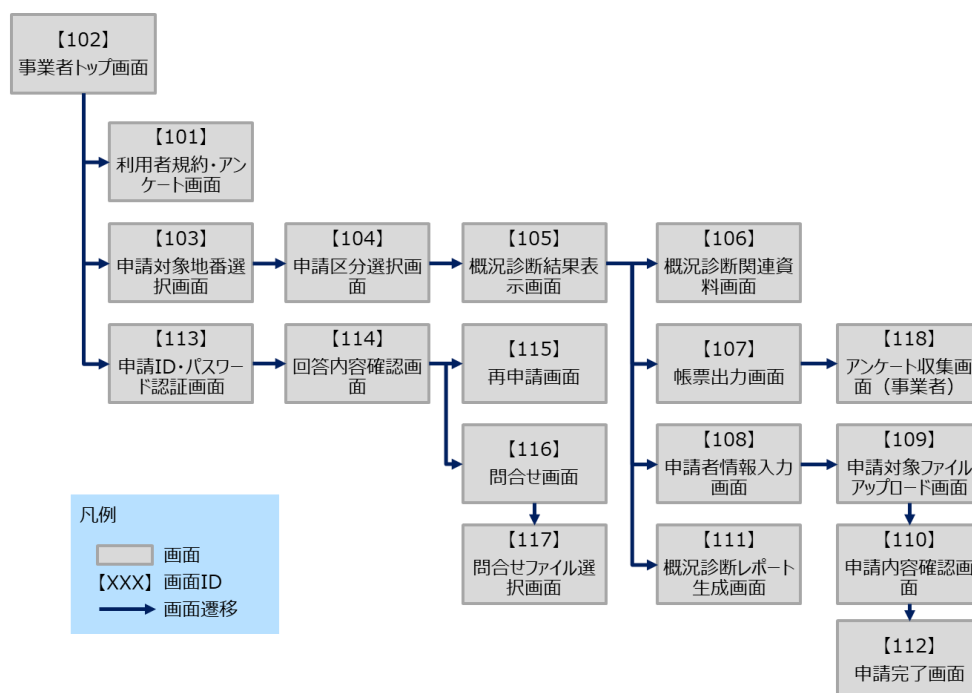 【102】
事業者トップ画面
【101】
利用者規約・アン
ケート画面
【103】
申請対象地番選
択画面
【104】
申請区分選択画
面
【105】
概況診断結果表
示画面
【106】
概況診断関連資
料画面
【113】
申請ID・パスワー
ド認証画面
【114】
回答内容確認画
面
【115】
再申請画面
【107】
帳票出力画面
【118】
アンケート収集画
面（事業者）
【116】
問合せ画面
【108】
申請者情報入力
画面
【109】
申請対象ファイル
アップロード画面
【117】
問合せファイル選
択画面
【111】
概況診断レポート
生成画面
【110】
申請内容確認画
面
【112】
申請完了画面
凡例
画面
【XXX】 画面ID
画面遷移